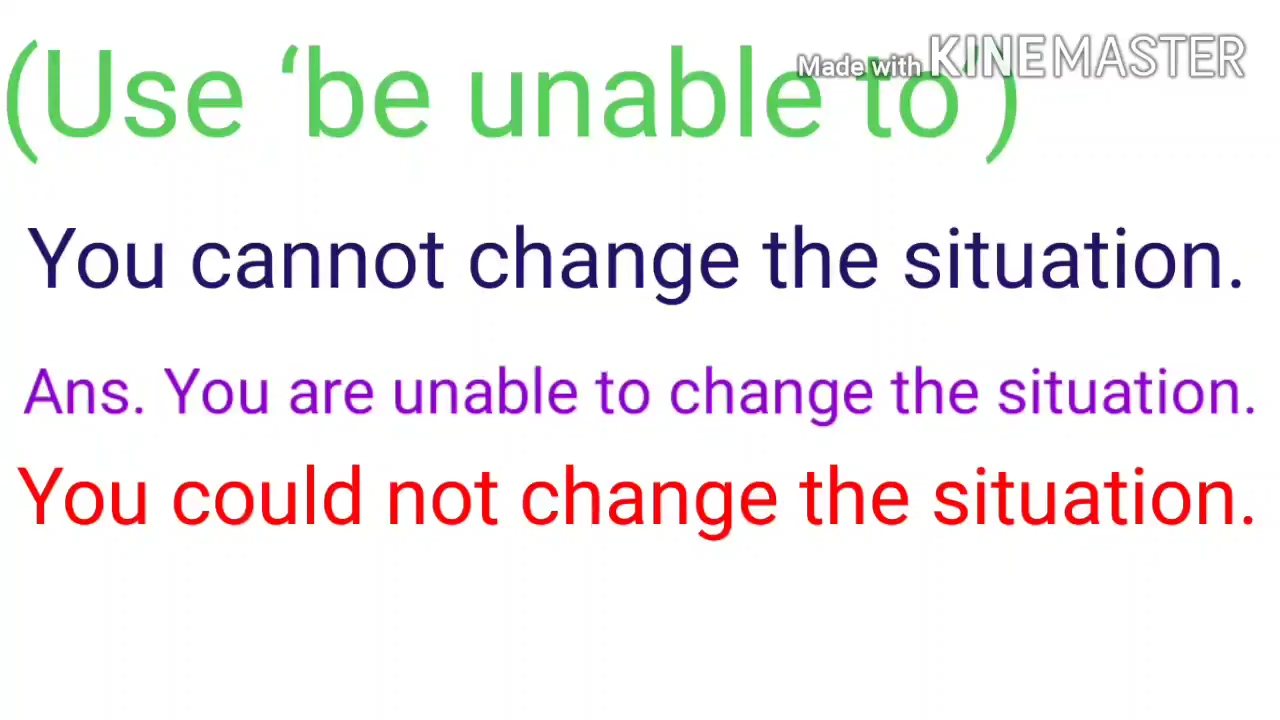 Made with KINEMASTER
(Use ‘be unable to’)
You cannot change the situation.
Ans. You are unable to change the situation.
You could not change the situation.